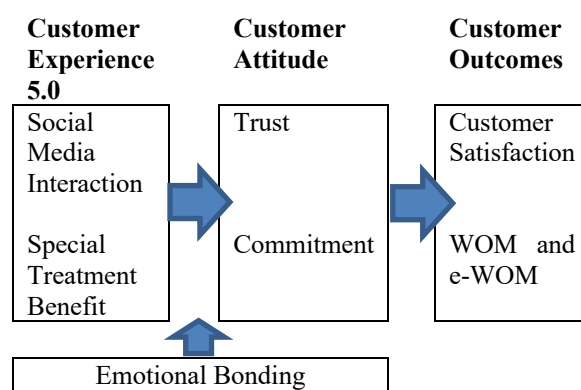 Customer
Experience
5.0
Customer
Attitude
Customer
Outcomes
Social
Media
Interaction
Special
Treatment
Benefit
Trust
Commitment
Customer
Satisfaction
WOM and
e-WOM
Emotional Bonding